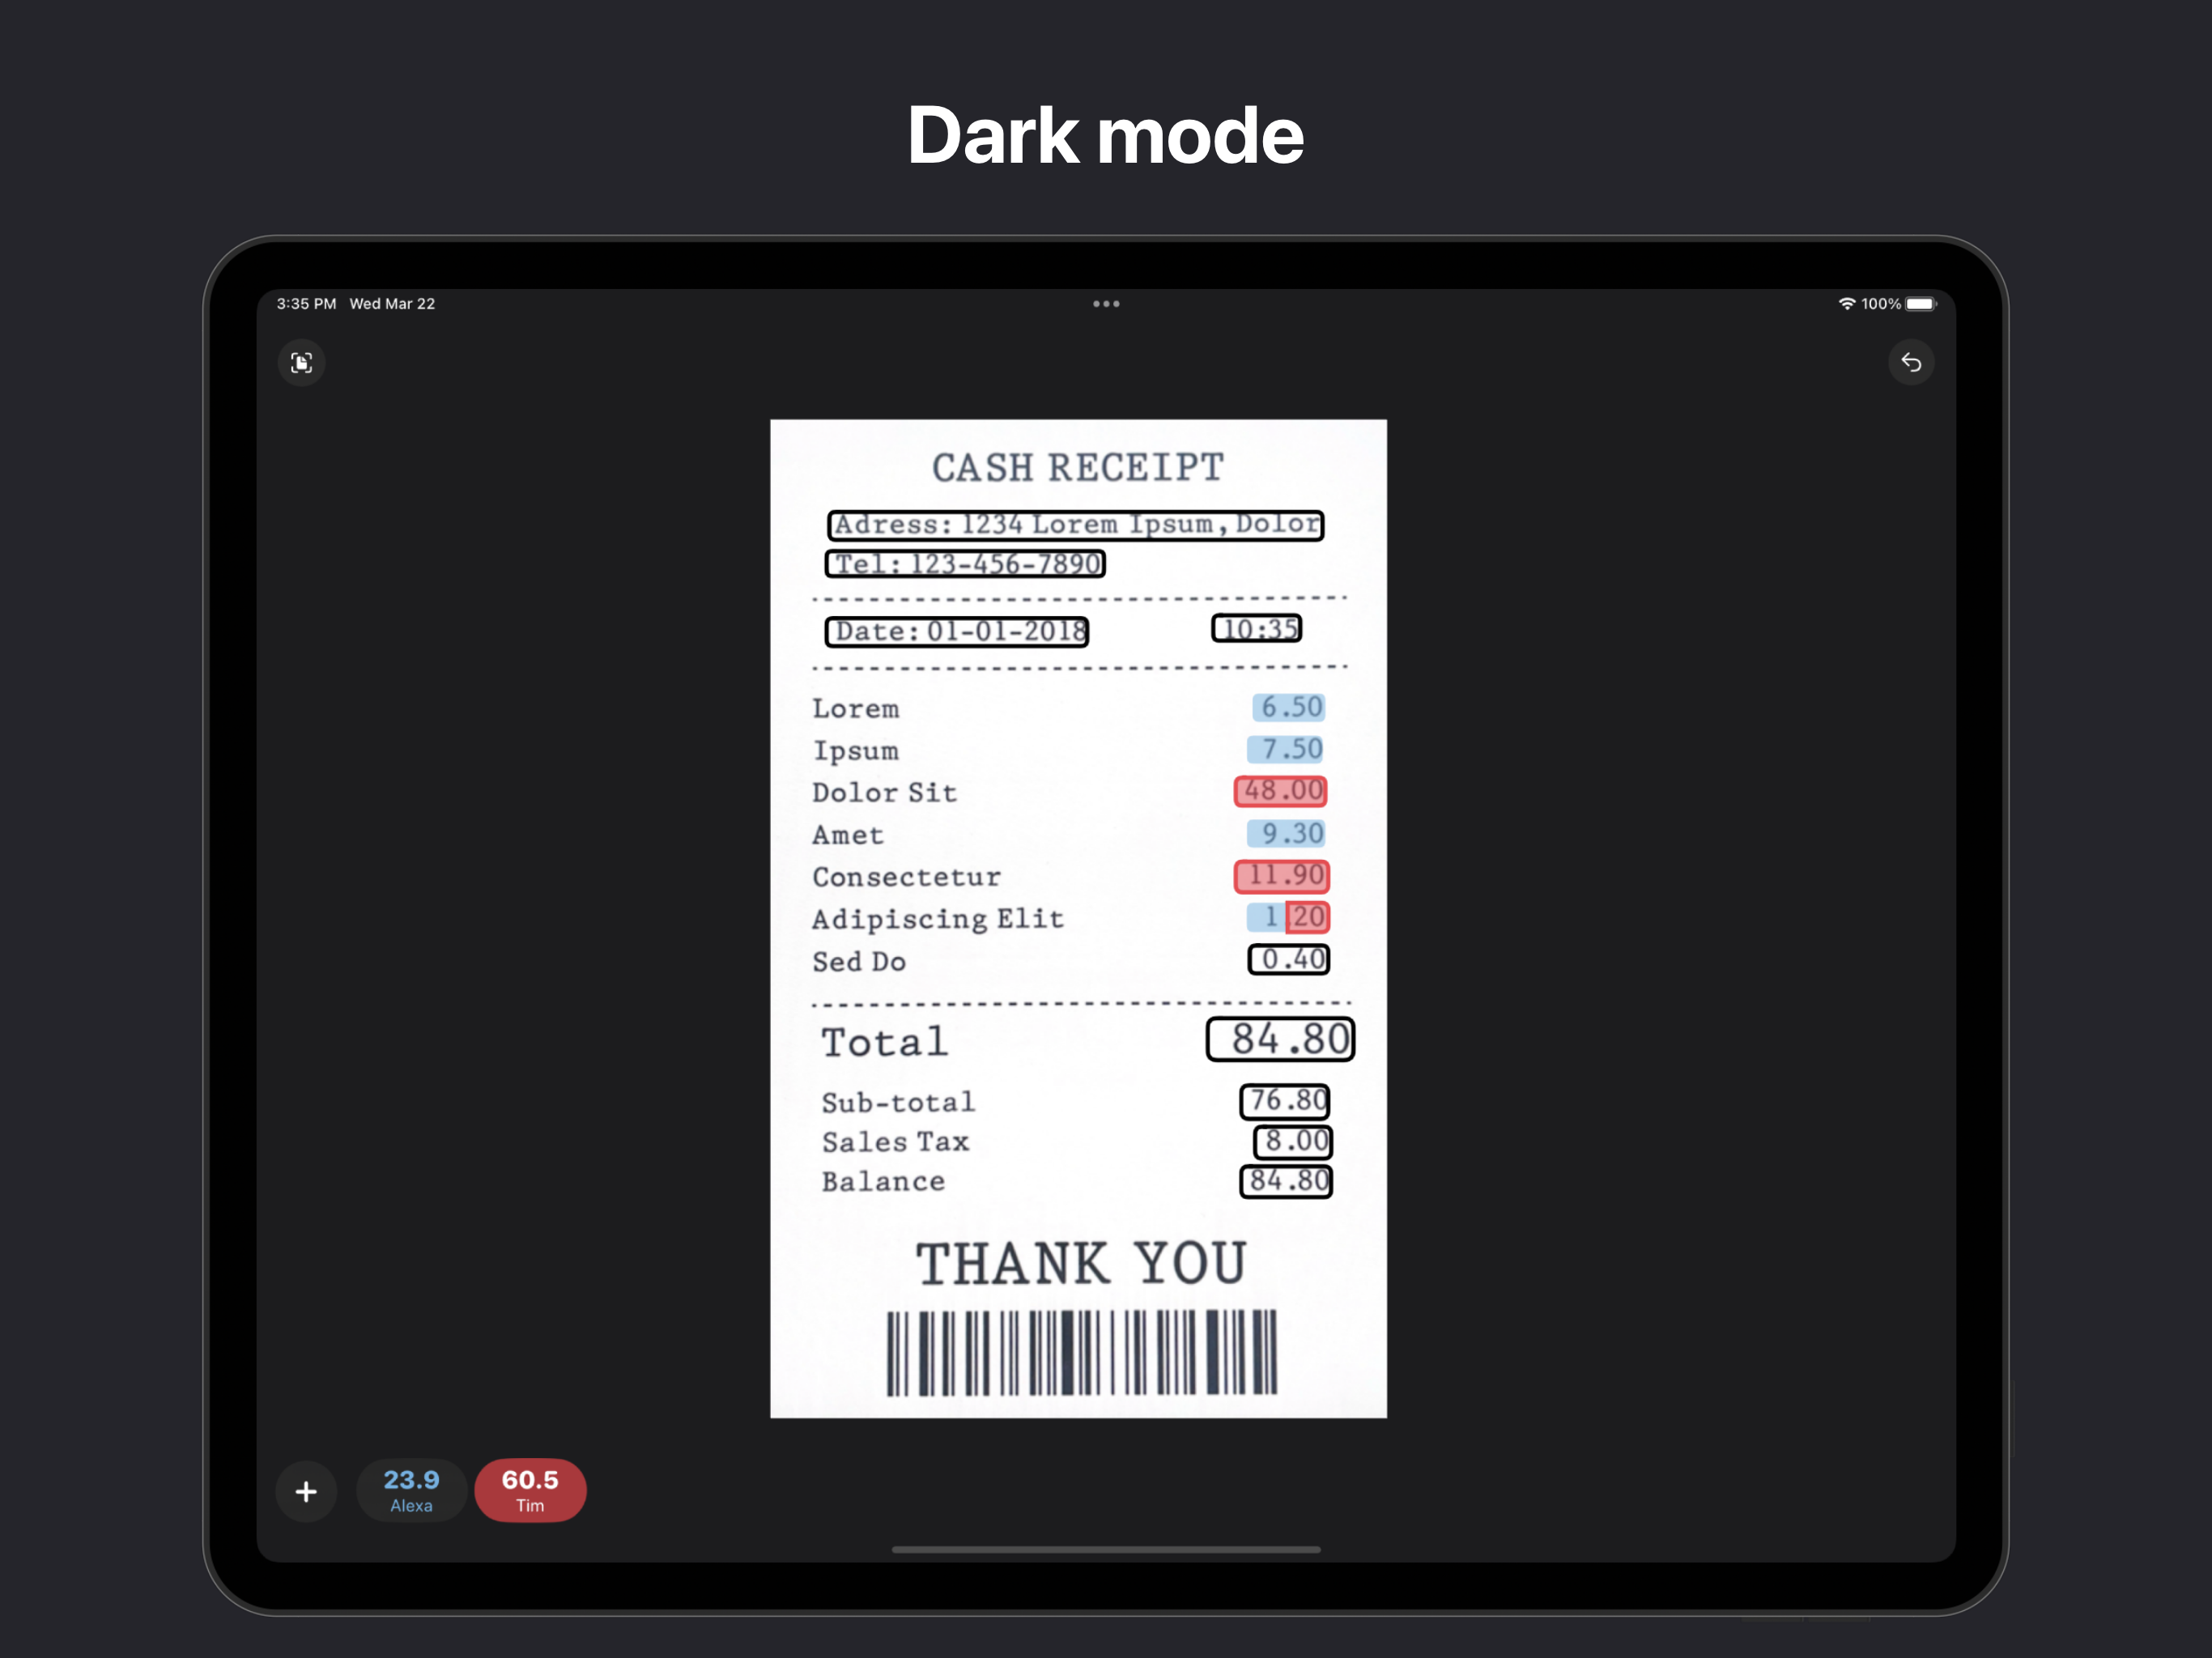 Dark mode
3:35 PM Wed Mar 22
100%
CASH RECEIPT
Adress: 1234 Lorem Ipsum, Dolor
Tel: 123-456-7890
Date: 01-01-2018 10:35
Lorem 6.50
Ipsum 7.50
Dolor Sit 48.00
Amet 9.30
Consectetur 11.90
Adipiscing Elit 1.20
Sed Do 0.40
Total 84.80
Sub-total 76.80
Sales Tax 8.00
Balance 84.80
THANK YOU
23.9 60.5
Alexa Tim